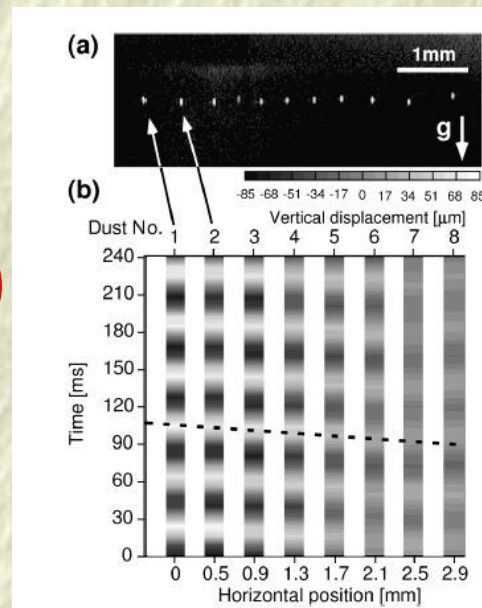 (a)
1mm
g
-85 -68 -51 -34 -17 0 17 34 51 68 85
(b)
Vertical displacement [μm]
Dust No. 1 2 3 4 5 6 7 8
Time [ms]
240
210
180
150
120
90
60
30
0
0 0.5 0.9 1.3 1.7 2.1 2.5 2.9
Horizontal position [mm]